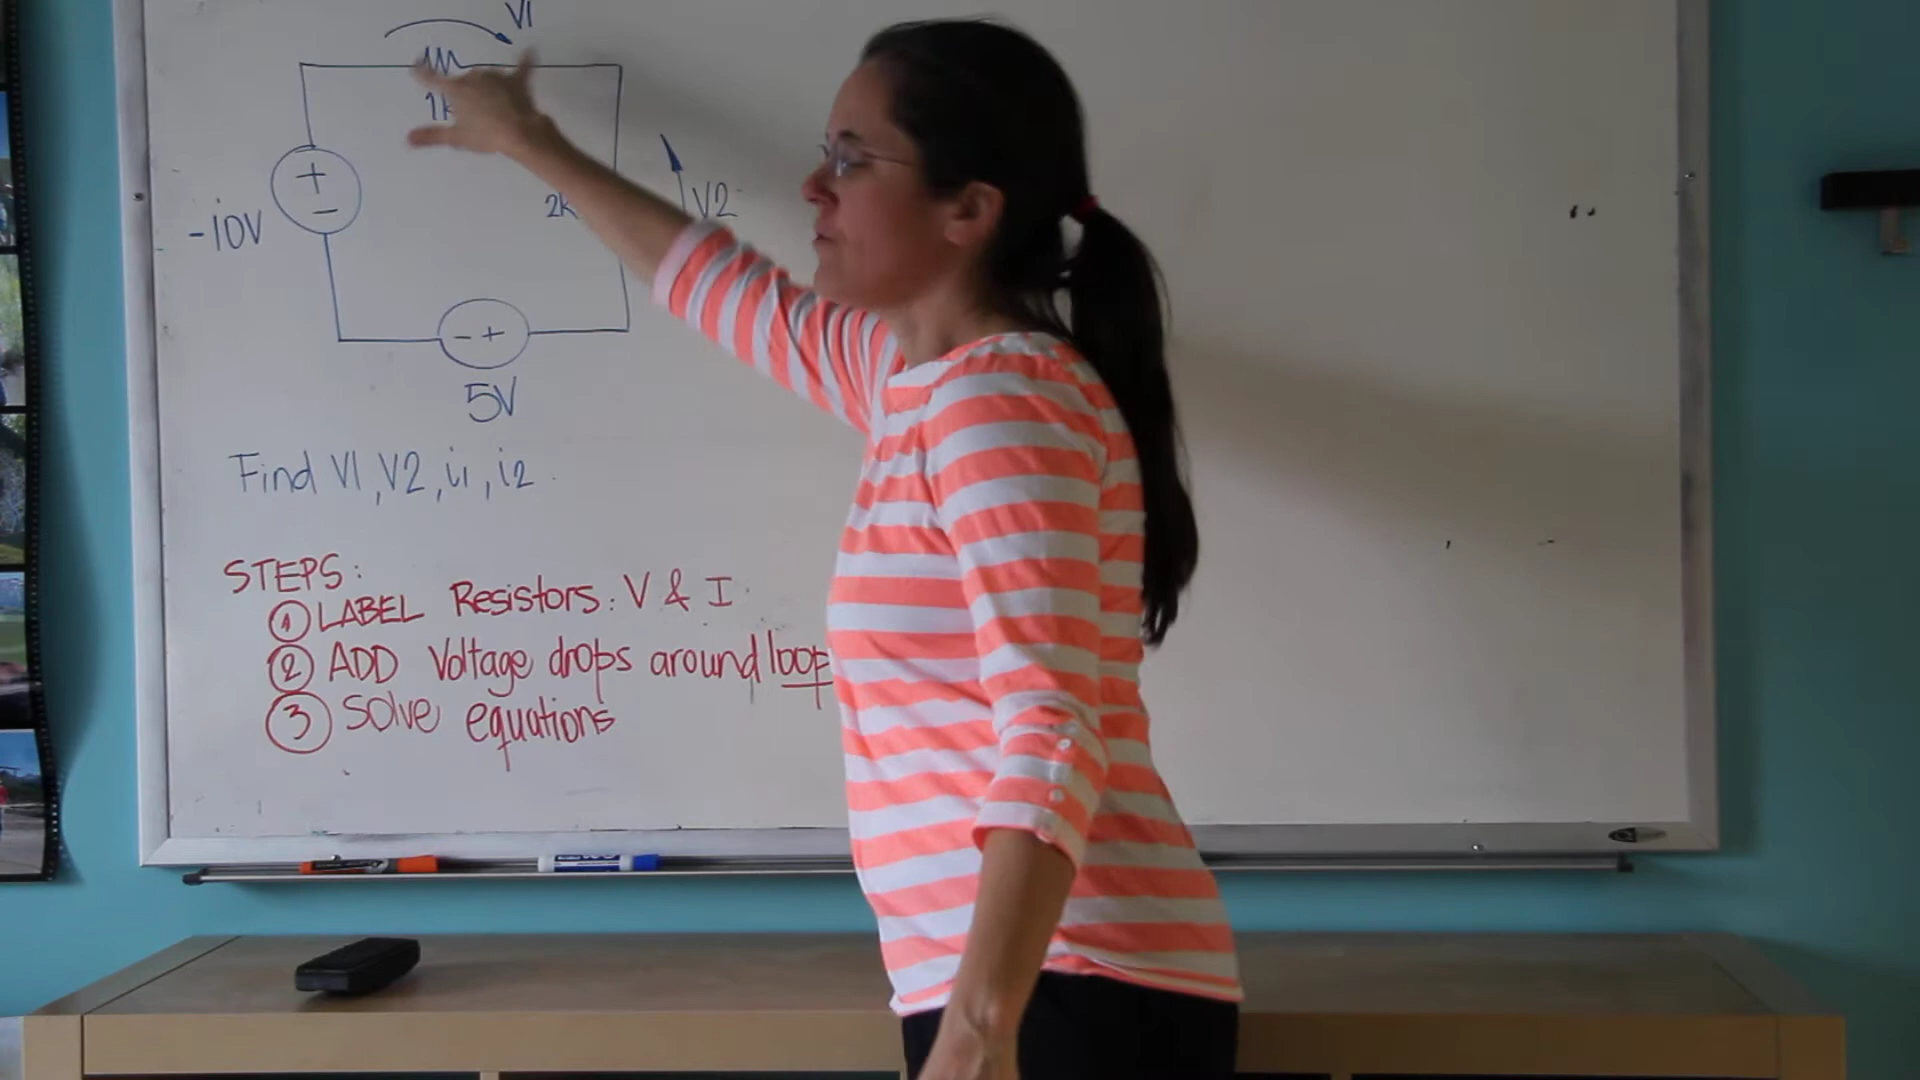 V1
1k
+
-
-10V
2k
V2
- +
5V
Find V1, V2, i1, i2.
STEPS:
① LABEL Resistors: V & I.
② ADD Voltage drops around loop
③ Solve equations